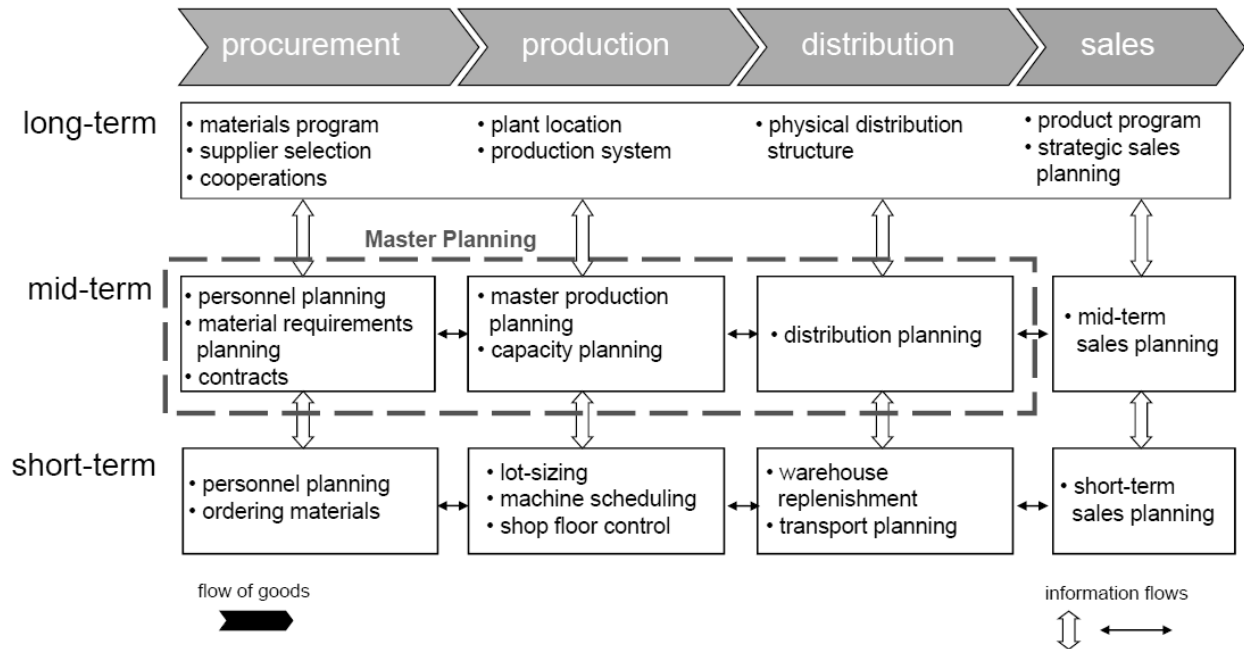 procurement
production
distribution
sales
long-term
• materials program
• supplier selection
• cooperations
• plant location
• production system
• physical distribution
structure
• product program
• strategic sales
planning
Master Planning
mid-term
• personnel planning
• material requirements
planning
• contracts
• master production
planning
• capacity planning
• distribution planning
• mid-term
sales planning
short-term
• personnel planning
• ordering materials
• lot-sizing
• machine scheduling
• shop floor control
• warehouse
replenishment
• transport planning
• short-term
sales planning
flow of goods
information flows